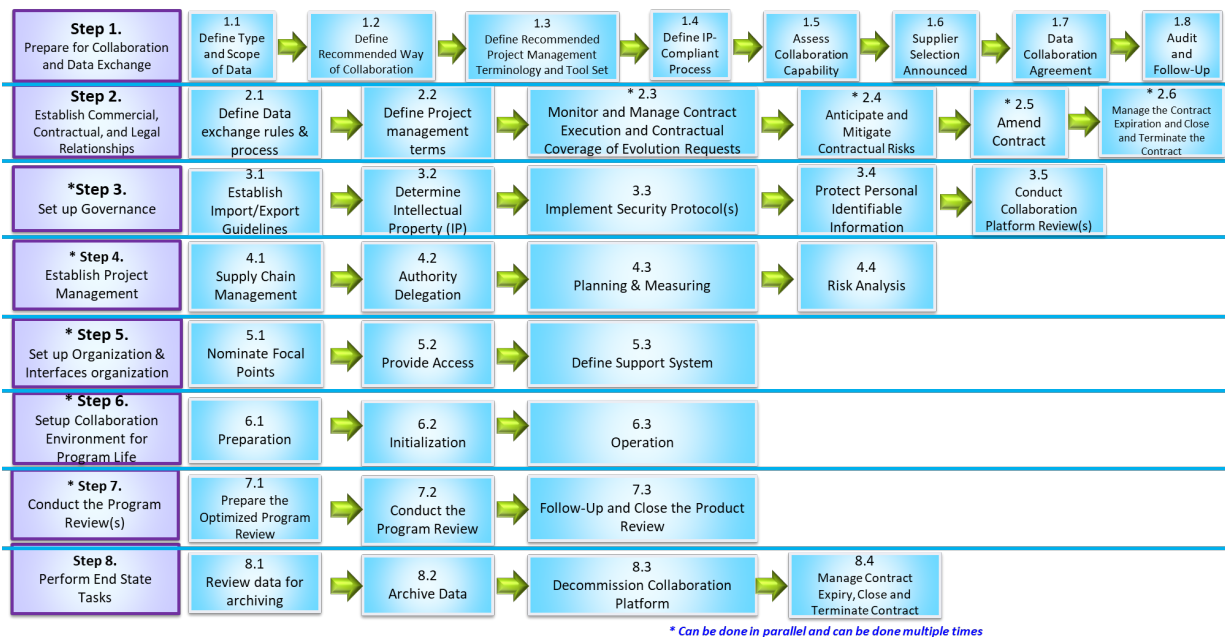 Step 1.
Prepare for Collaboration
and Data Exchange
1.1
Define Type
and Scope
of Data
1.2
Define
Recommended Way
of Collaboration
1.3
Define Recommended
Project Management
Terminology and Tool Set
1.4
Define IP-
Compliant
Process
1.5
Assess
Collaboration
Capability
1.6
Supplier
Selection
Announced
1.7
Data
Collaboration
Agreement
1.8
Audit
and
Follow-Up
Step 2.
Establish Commercial,
Contractual, and Legal
Relationships
2.1
Define Data
exchange rules &
process
2.2
Define Project
management
terms
* 2.3
Monitor and Manage Contract
Execution and Contractual
Coverage of Evolution Requests
* 2.4
Anticipate and
Mitigate
Contractual Risks
* 2.5
Amend
Contract
* 2.6
Manage the Contract
Expiration and Close
and Terminate the
Contract
*Step 3.
Set up Governance
3.1
Establish
Import/Export
Guidelines
3.2
Determine
Intellectual
Property (IP)
3.3
Implement Security Protocol(s)
3.4
Protect Personal
Identifiable
Information
3.5
Conduct
Collaboration
Platform Review(s)
* Step 4.
Establish Project
Management
4.1
Supply Chain
Management
4.2
Authority
Delegation
4.3
Planning & Measuring
4.4
Risk Analysis
* Step 5.
Set up Organization &
Interfaces organization
5.1
Nominate Focal
Points
5.2
Provide Access
5.3
Define Support System
* Step 6.
Setup Collaboration
Environment for
Program Life
6.1
Preparation
6.2
Initialization
6.3
Operation
* Step 7.
Conduct the Program
Review(s)
7.1
Prepare the
Optimized Program
Review
7.2
Conduct the
Program Review
7.3
Follow-Up and Close the Product
Review
Step 8.
Perform End State
Tasks
8.1
Review data for
archiving
8.2
Archive Data
8.3
Decommission Collaboration
Platform
8.4
Manage Contract
Expiry, Close and
Terminate Contract
* Can be done in parallel and can be done multiple times